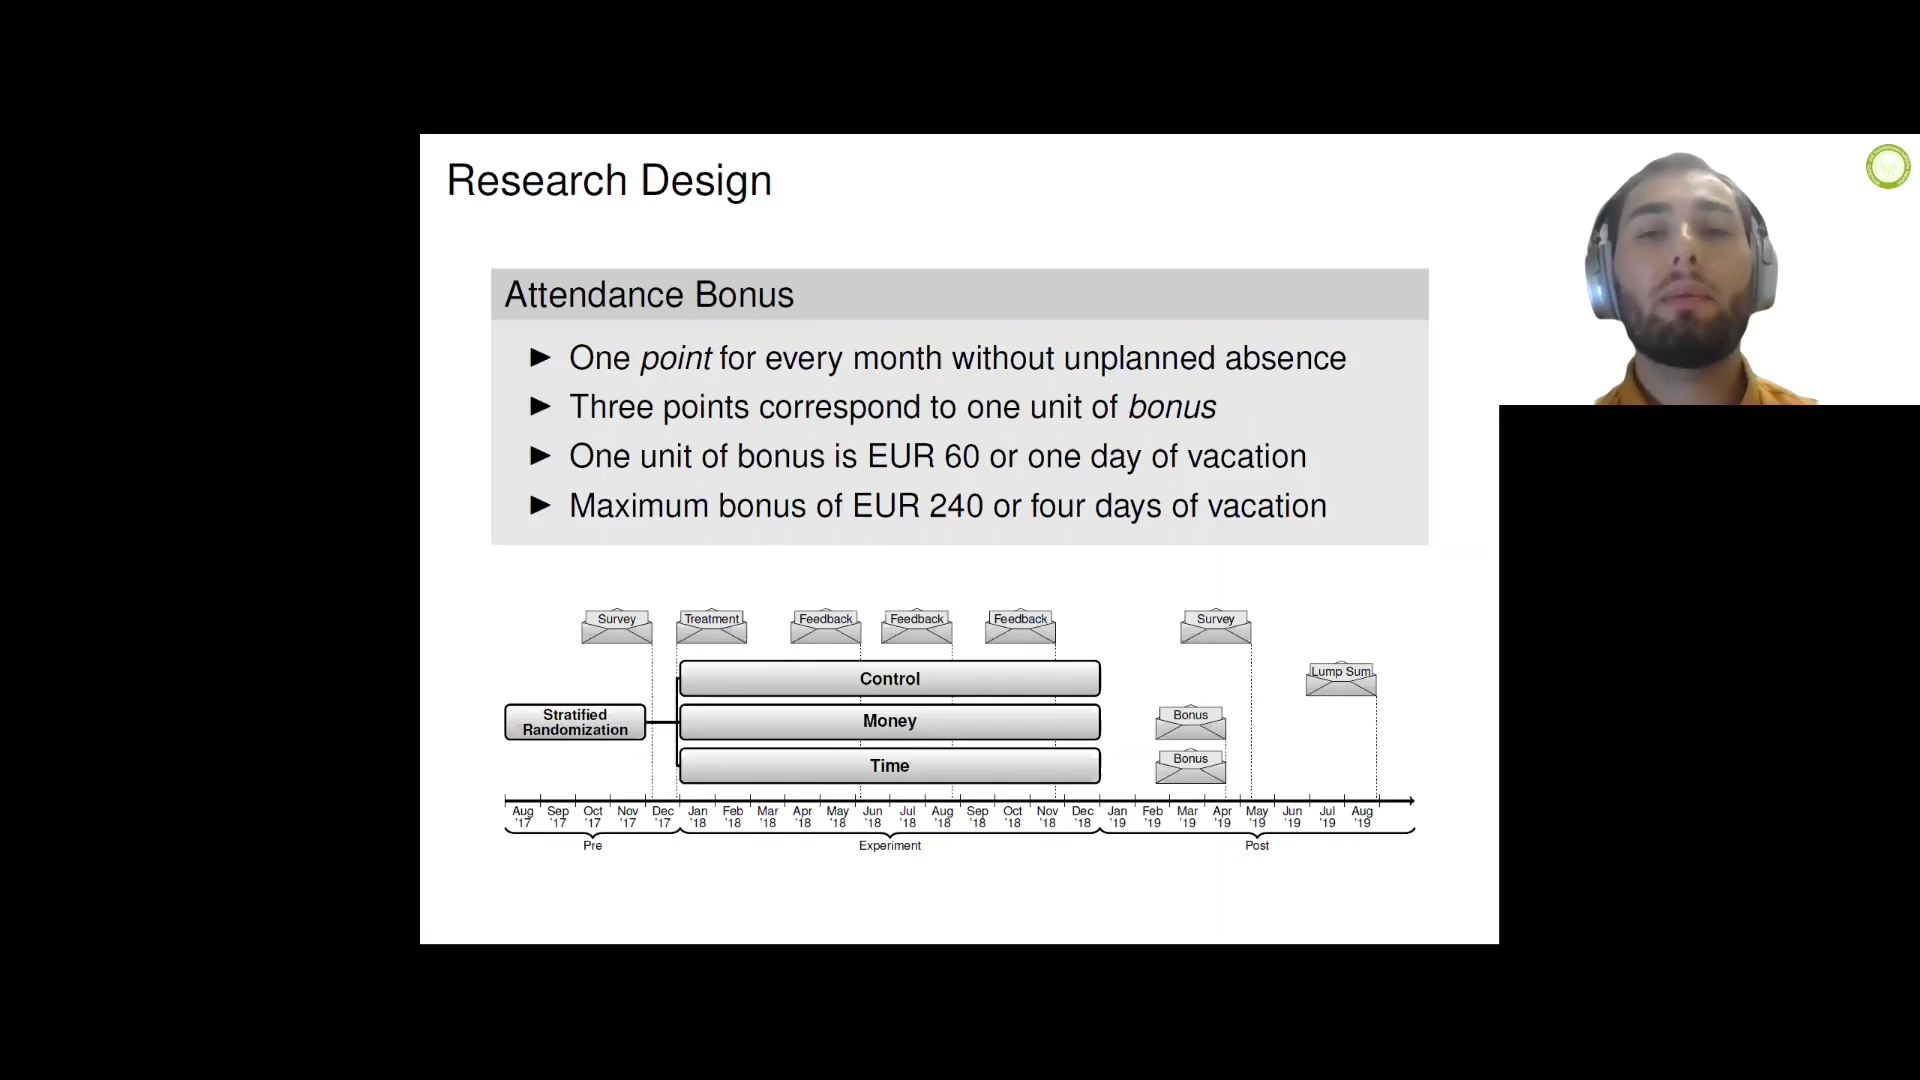 Research Design
Attendance Bonus
▶ One point for every month without unplanned absence
▶ Three points correspond to one unit of bonus
▶ One unit of bonus is EUR 60 or one day of vacation
▶ Maximum bonus of EUR 240 or four days of vacation
Survey Treatment Feedback Feedback Feedback Survey
Lump Sum
Control
Stratified
Randomization
Money
Bonus
Time
Bonus
Aug Sep Oct Nov Dec Jan Feb Mar Apr May Jun Jul Aug Sep Oct Nov Dec Jan Feb Mar Apr May Jun Jul Aug
'17 '17 '17 '17 '17 '18 '18 '18 '18 '18 '18 '18 '18 '18 '18 '18 '18 '19 '19 '19 '19 '19 '19 '19 '19
Pre Experiment Post